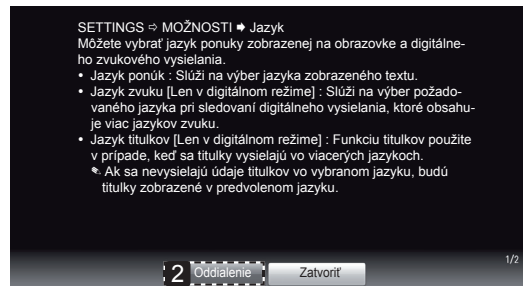 SETTINGS ⇨ MOŽNOSTI ➡ Jazyk
Môžete vybrať jazyk ponuky zobrazenej na obrazovke a digitálne-
ho zvukového vysielania.
• Jazyk ponúk : Slúži na výber jazyka zobrazeného textu.
• Jazyk zvuku [Len v digitálnom režime] : Slúži na výber požado-
vaného jazyka pri sledovaní digitálneho vysielania, ktoré obsahu-
je viac jazykov zvuku.
• Jazyk titulkov [Len v digitálnom režime] : Funkciu titulkov použite
v prípade, keď sa titulky vysielajú vo viacerých jazykoch.
✎ Ak sa nevysielajú údaje titulkov vo vybranom jazyku, budú
titulky zobrazené v predvolenom jazyku.
1/2
2 Oddialenie Zatvoriť